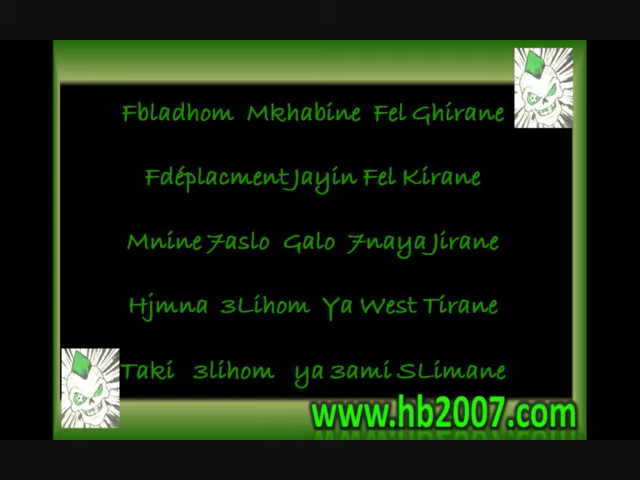 Fbladhom Mkhabine Fel Ghirane
Fdéplacment Jayin Fel Kirane
Mnine 7aslo Galo 7naya Jirane
Hjmna 3Lihom Ya West Tirane
Taki 3lihom ya 3ami SLimane
www.hb2007.com